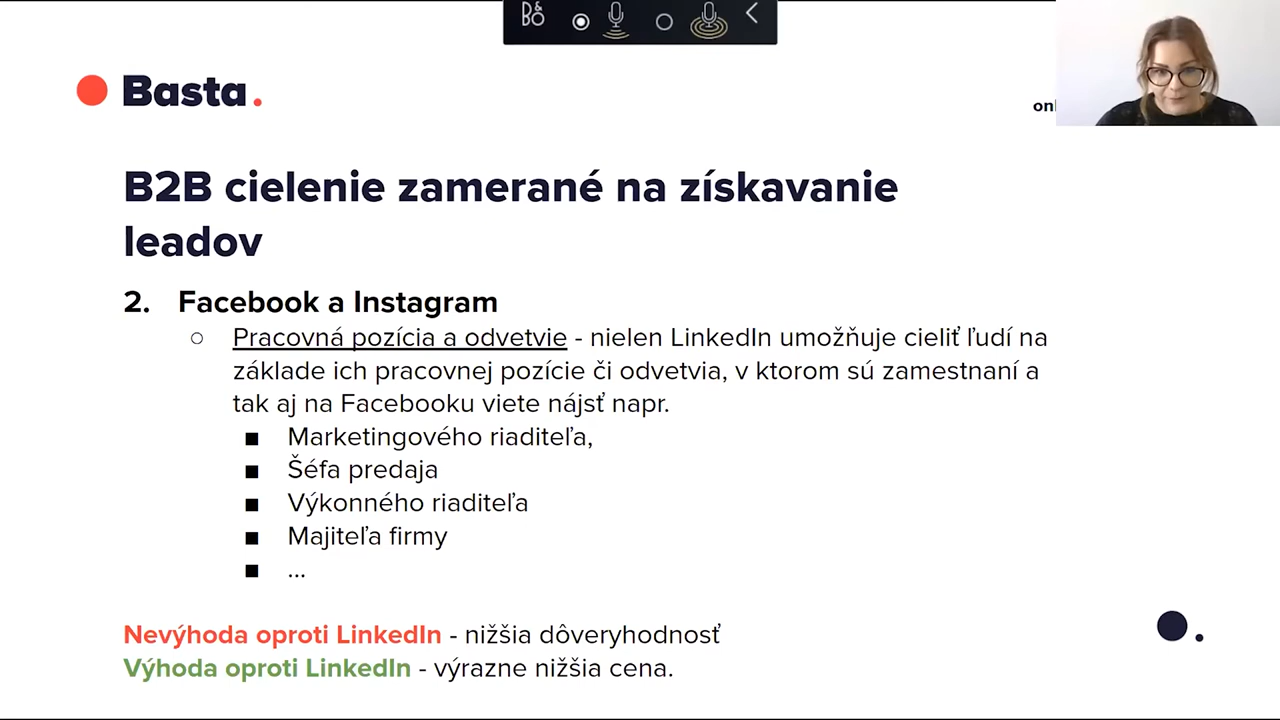 B&O
Basta.
onl
B2B cielenie zamerané na získavanie
leadov
2. Facebook a Instagram
○ Pracovná pozícia a odvetvie - nielen LinkedIn umožňuje cieliť ľudí na
základe ich pracovnej pozície či odvetvia, v ktorom sú zamestnaní a
tak aj na Facebooku viete nájsť napr.
■ Marketingového riaditeľa,
■ Šéfa predaja
■ Výkonného riaditeľa
■ Majiteľa firmy
■ ...
Nevýhoda oproti LinkedIn - nižšia dôveryhodnosť
Výhoda oproti LinkedIn - výrazne nižšia cena.